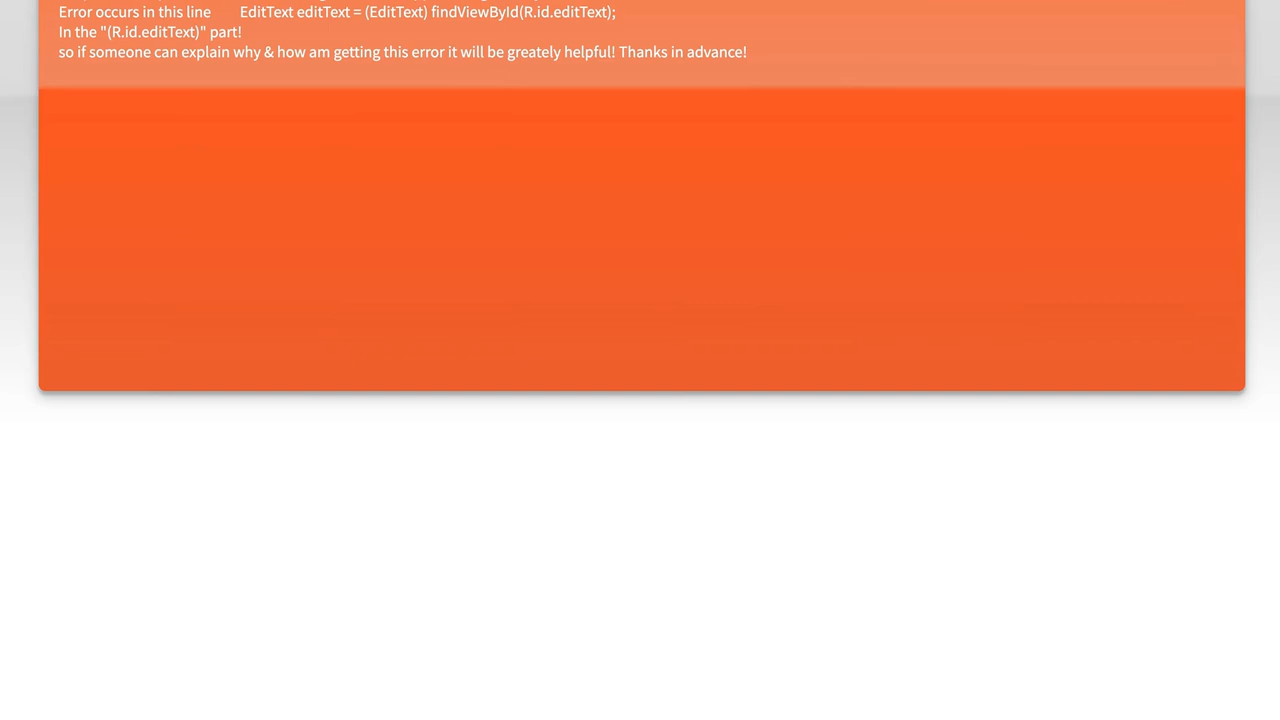 Error occurs in this line       EditText editText = (EditText) findViewById(R.id.editText);
In the "(R.id.editText)" part!
so if someone can explain why & how am getting this error it will be greately helpful! Thanks in advance!